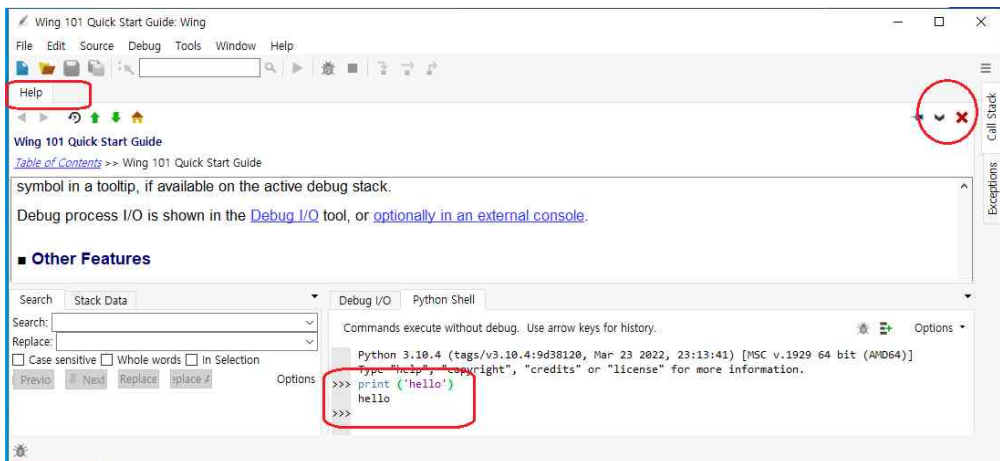 Wing 101 Quick Start Guide: Wing
File Edit Source Debug Tools Window Help
Help
Wing 101 Quick Start Guide
Table of Contents >> Wing 101 Quick Start Guide
symbol in a tooltip, if available on the active debug stack.
Debug process I/O is shown in the Debug I/O tool, or optionally in an external console.
■ Other Features
Call Stack
Exceptions
Search Stack Data
Search:
Replace:
Case sensitive Whole words In Selection
Previo Next Replace eplace A Options
Debug I/O Python Shell
Commands execute without debug. Use arrow keys for history. Options
Python 3.10.4 (tags/v3.10.4:9d38120, Mar 23 2022, 23:13:41) [MSC v.1929 64 bit (AMD64)]
Type "help", "copyright", "credits" or "license" for more information.
>>> print ('hello')
hello
>>>